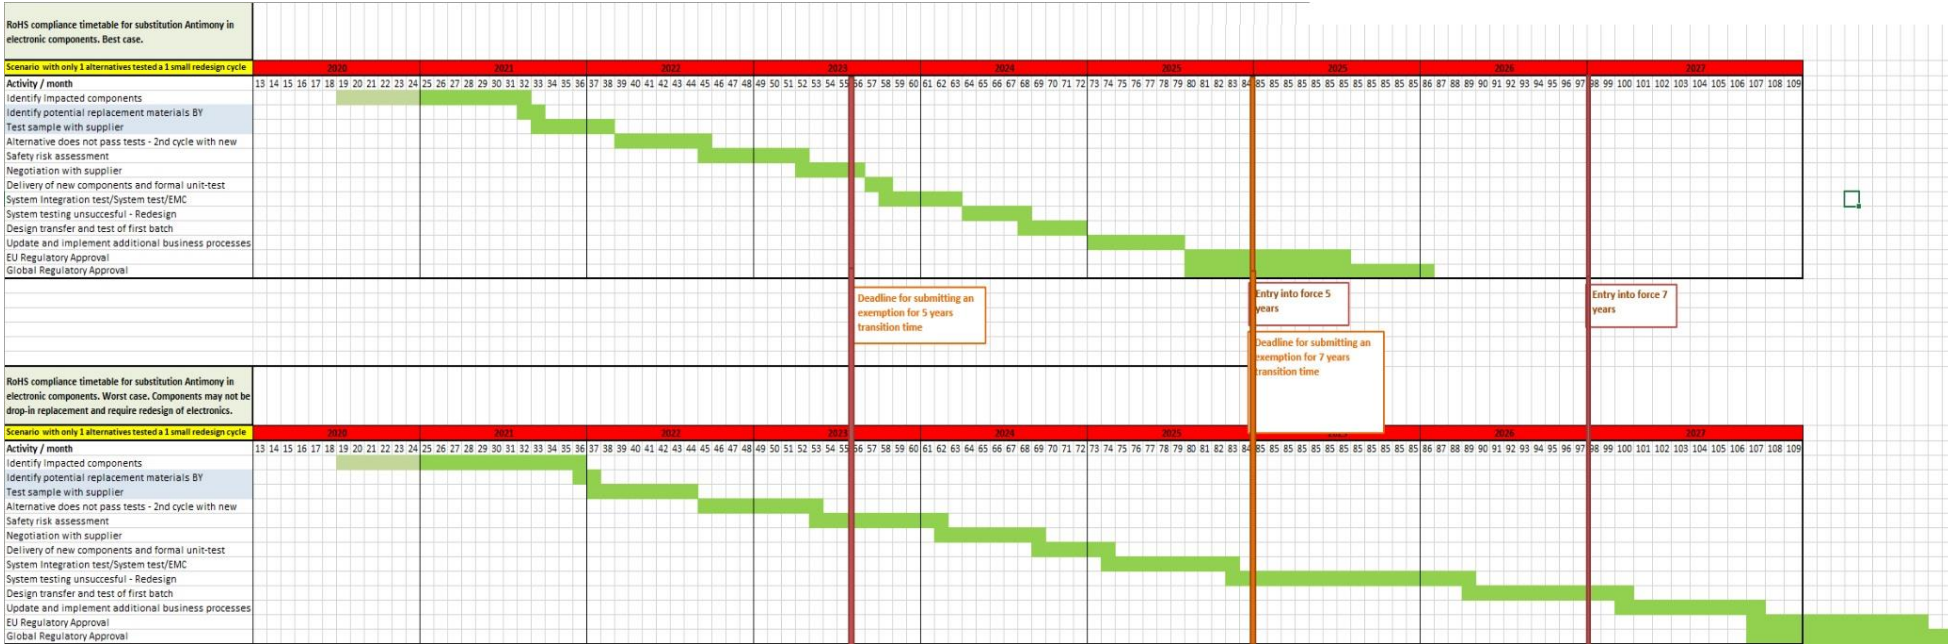 RoHS compliance timetable for substitution Antimony in
electronic components. Best case.
Scenario with only 1 alternatives tested a 1 small redesign cycle
2020 2021 2022 2023 2024 2025 2025 2026 2027
Activity / month
13 14 15 16 17 18 19 20 21 22 23 24 25 26 27 28 29 30 31 32 33 34 35 36 37 38 39 40 41 42 43 44 45 46 47 48 49 50 51 52 53 54 55 56 57 58 59 60 61 62 63 64 65 66 67 68 69 70 71 72 73 74 75 76 77 78 79 80 81 82 83 84 85 85 85 85 85 85 85 85 85 85 85 85 86 87 88 89 90 91 92 93 94 95 96 97 98 99 100 101 102 103 104 105 106 107 108 109
Identify Impacted components
Identify potential replacement materials BY
Test sample with supplier
Alternative does not pass tests - 2nd cycle with new
Safety risk assessment
Negotiation with supplier
Delivery of new components and formal unit-test
System Integration test/System test/EMC
System testing unsuccesful - Redesign
Design transfer and test of first batch
Update and implement additional business processes
EU Regulatory Approval
Global Regulatory Approval
Deadline for submitting an
exemption for 5 years
transition time
Entry into force 5
years
Deadline for submitting an
exemption for 7 years
transition time
Entry into force 7
years
RoHS compliance timetable for substitution Antimony in
electronic components. Worst case. Components may not be
drop-in replacement and require redesign of electronics.
Scenario with only 1 alternatives tested a 1 small redesign cycle
2020 2021 2022 2023 2024 2025 2026 2027
Activity / month
13 14 15 16 17 18 19 20 21 22 23 24 25 26 27 28 29 30 31 32 33 34 35 36 37 38 39 40 41 42 43 44 45 46 47 48 49 50 51 52 53 54 55 56 57 58 59 60 61 62 63 64 65 66 67 68 69 70 71 72 73 74 75 76 77 78 79 80 81 82 83 84 85 85 85 85 85 85 85 85 85 85 85 85 86 87 88 89 90 91 92 93 94 95 96 97 98 99 100 101 102 103 104 105 106 107 108 109
Identify Impacted components
Identify potential replacement materials BY
Test sample with supplier
Alternative does not pass tests - 2nd cycle with new
Safety risk assessment
Negotiation with supplier
Delivery of new components and formal unit-test
System Integration test/System test/EMC
System testing unsuccesful - Redesign
Design transfer and test of first batch
Update and implement additional business processes
EU Regulatory Approval
Global Regulatory Approval